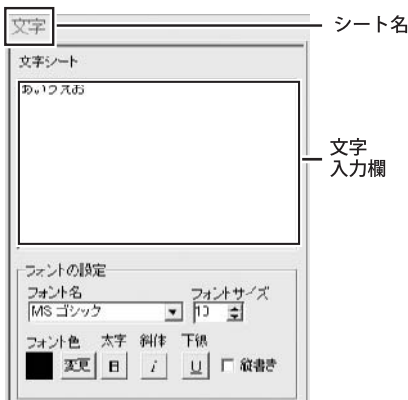 文字
シート名
文字シート
あいうえお
文字
入力欄
フォントの設定
フォント名
フォントサイズ
MS ゴシック
10
フォント色 太字 斜体 下線
変更 B i U 縦書き